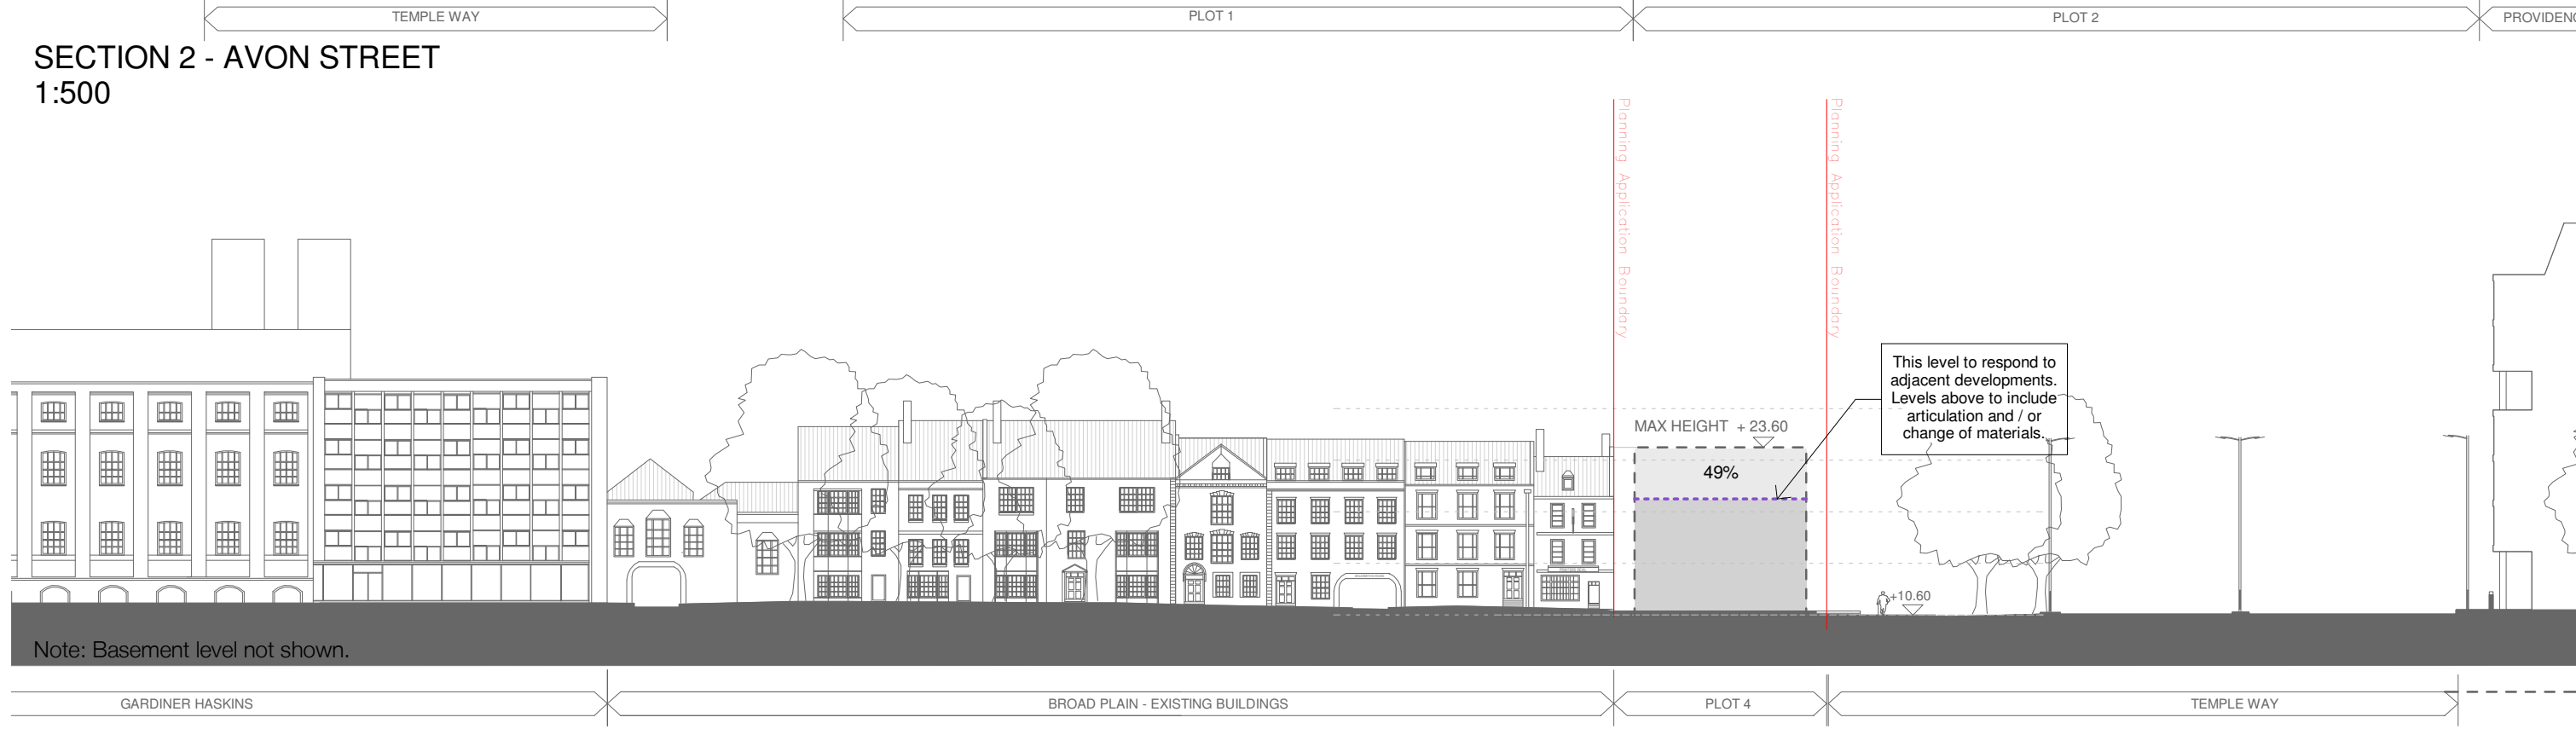 TEMPLE WAY
PLOT 1
PLOT 2
SECTION 2 - AVON STREET
1:500
Planning Application Boundary
Planning Application Boundary
This level to respond to
adjacent developments.
Levels above to include
articulation and / or
change of materials.
MAX HEIGHT + 23.60
49%
+10.60
Note: Basement level not shown.
GARDINER HASKINS
BROAD PLAIN - EXISTING BUILDINGS
PLOT 4
TEMPLE WAY